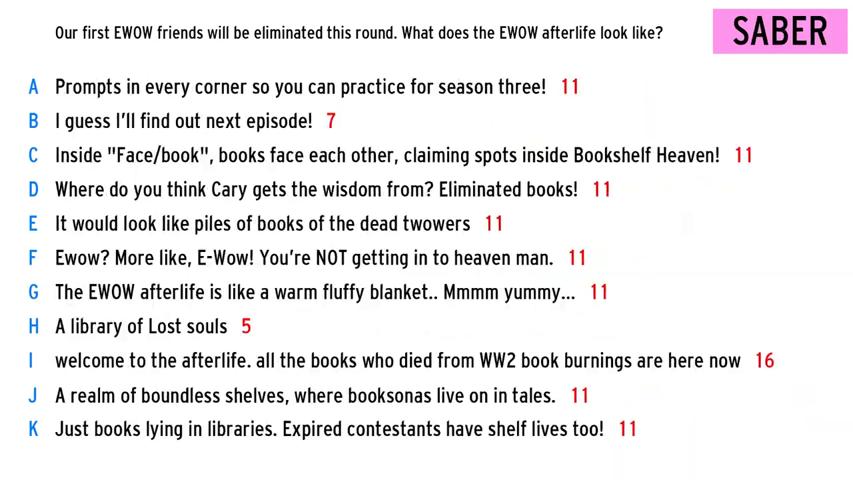 Our first EWOW friends will be eliminated this round. What does the EWOW afterlife look like?
SABER
A Prompts in every corner so you can practice for season three! 11
B I guess I'll find out next episode! 7
C Inside "Face/book", books face each other, claiming spots inside Bookshelf Heaven! 11
D Where do you think Cary gets the wisdom from? Eliminated books! 11
E It would look like piles of books of the dead twowers 11
F Ewow? More like, E-Wow! You're NOT getting in to heaven man. 11
G The EWOW afterlife is like a warm fluffy blanket.. Mmmm yummy... 11
H A library of Lost souls 5
I welcome to the afterlife. all the books who died from WW2 book burnings are here now 16
J A realm of boundless shelves, where booksonas live on in tales. 11
K Just books lying in libraries. Expired contestants have shelf lives too! 11